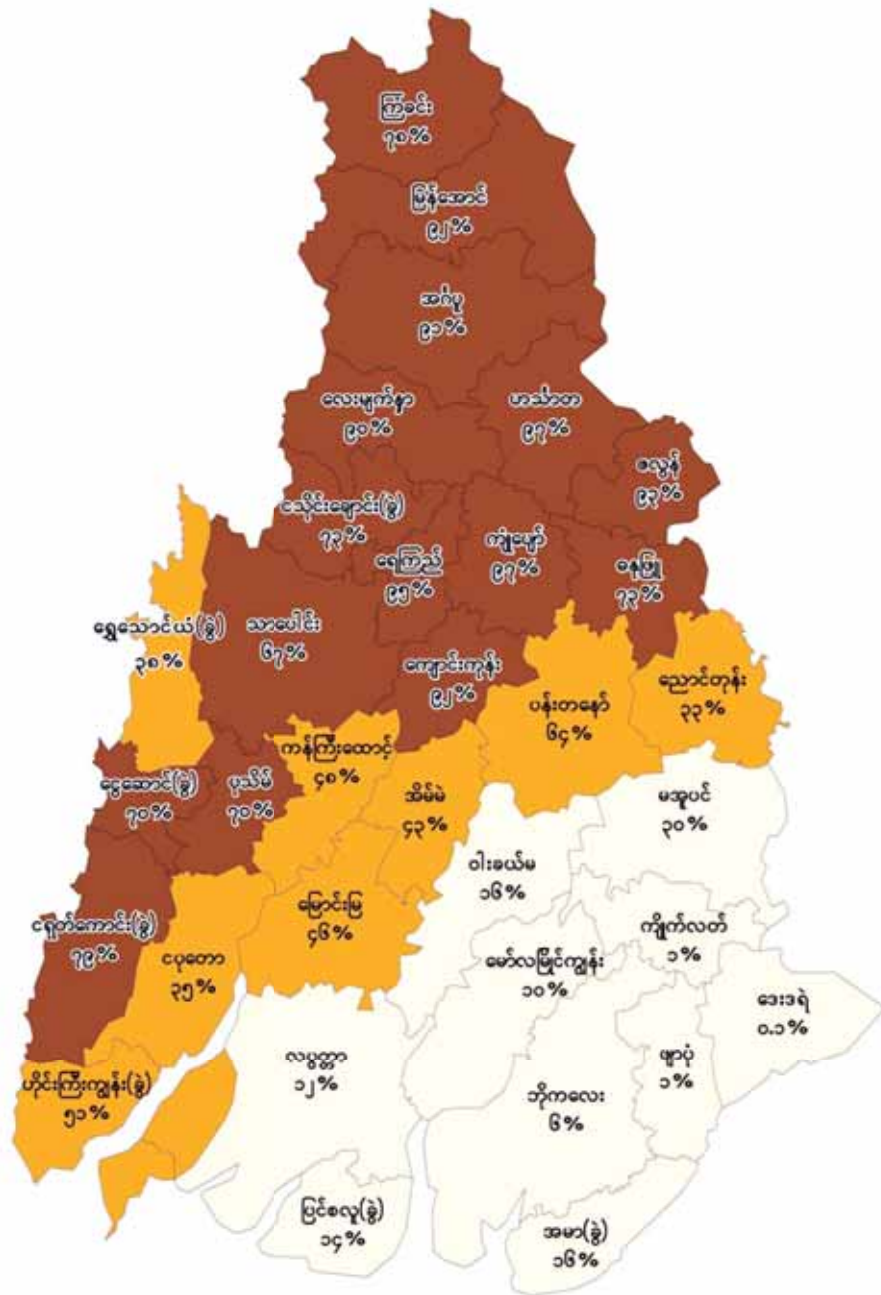 ကြံခင်း
၇၈%
မြန်အောင်
၉၂%
အင်္ဂပူ
၉၁%
လေးမျက်နှာ
၉၀%
ဟင်္သာတ
၉၇%
ဇလွန်
၉၃%
ငသိုင်းချောင်း(ခွဲ)
၇၃%
ရေကြည်
၉၅%
ကျုံပျော်
၉၇%
ဓနုဖြူ
၇၃%
ရွှေသောင်ယံ(ခွဲ)
၃၈%
သာပေါင်း
၆၇%
ကျောင်းကုန်း
၉၂%
ပန်းတနော်
၆၄%
ညောင်တုန်း
၃၃%
ငွေဆောင်(ခွဲ)
၇၀%
ပုသိမ်
၇၀%
ကန်ကြီးထောင့်
၄၈%
အိမ်မဲ
၄၃%
မအူပင်
၃၀%
ဝါးခယ်မ
၁၆%
ငရုတ်ကောင်း(ခွဲ)
၇၉%
ငပုတော
၃၅%
မြောင်းမြ
၄၆%
မော်လမြိုင်ကျွန်း
၁၀%
ကျိုက်လတ်
၁%
ဒေးဒရဲ
၀.၁%
ဟိုင်းကြီးကျွန်း(ခွဲ)
၅၁%
လပွတ္တာ
၁၂%
ဘိုကလေး
၆%
ဖျာပုံ
၁%
ပြင်စလူ(ခွဲ)
၁၄%
အမာ(ခွဲ)
၁၆%